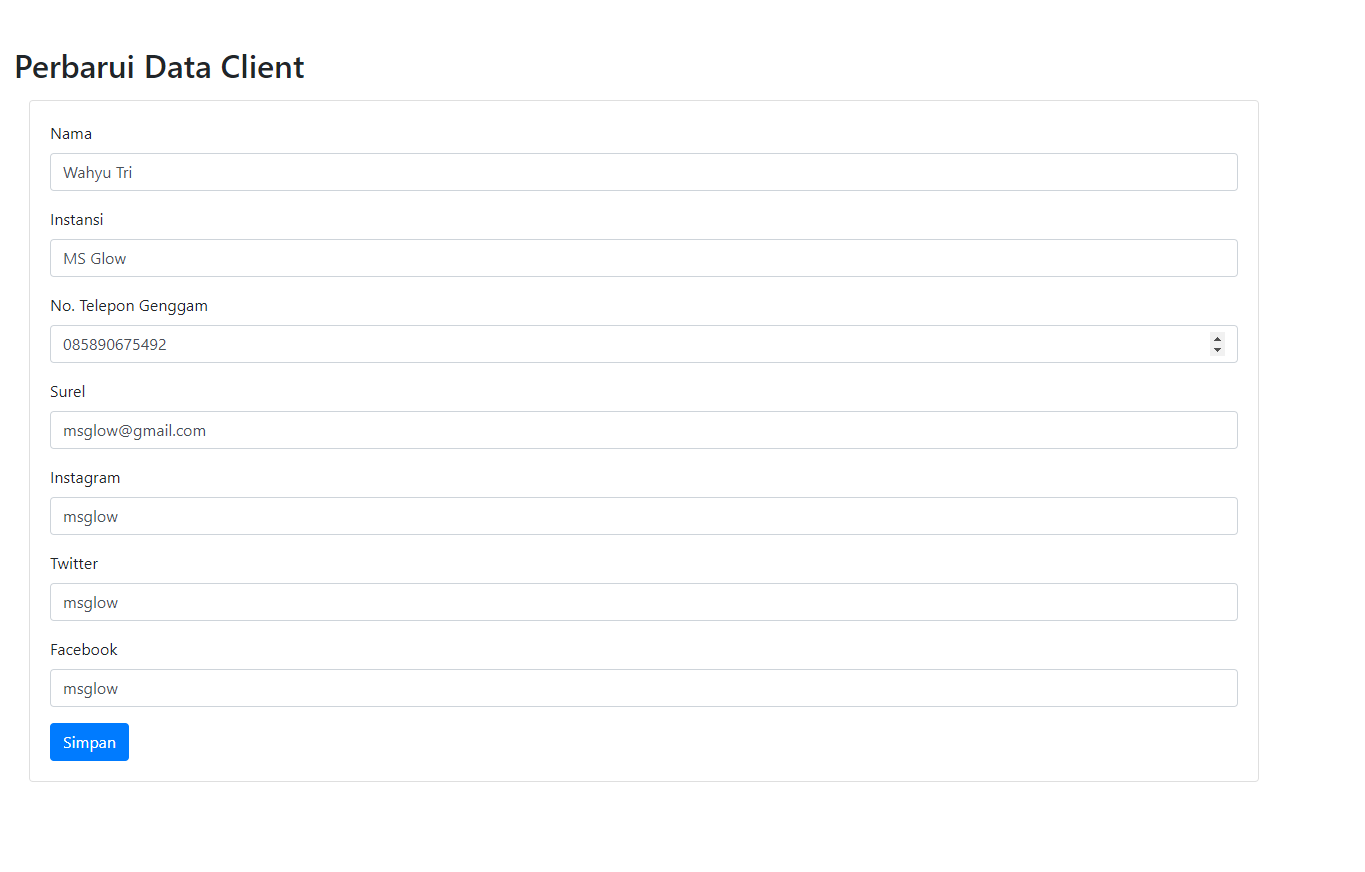 Perbarui Data Client
Nama
Wahyu Tri
Instansi
MS Glow
No. Telepon Genggam
085890675492
Surel
msglow@gmail.com
Instagram
msglow
Twitter
msglow
Facebook
msglow
Simpan